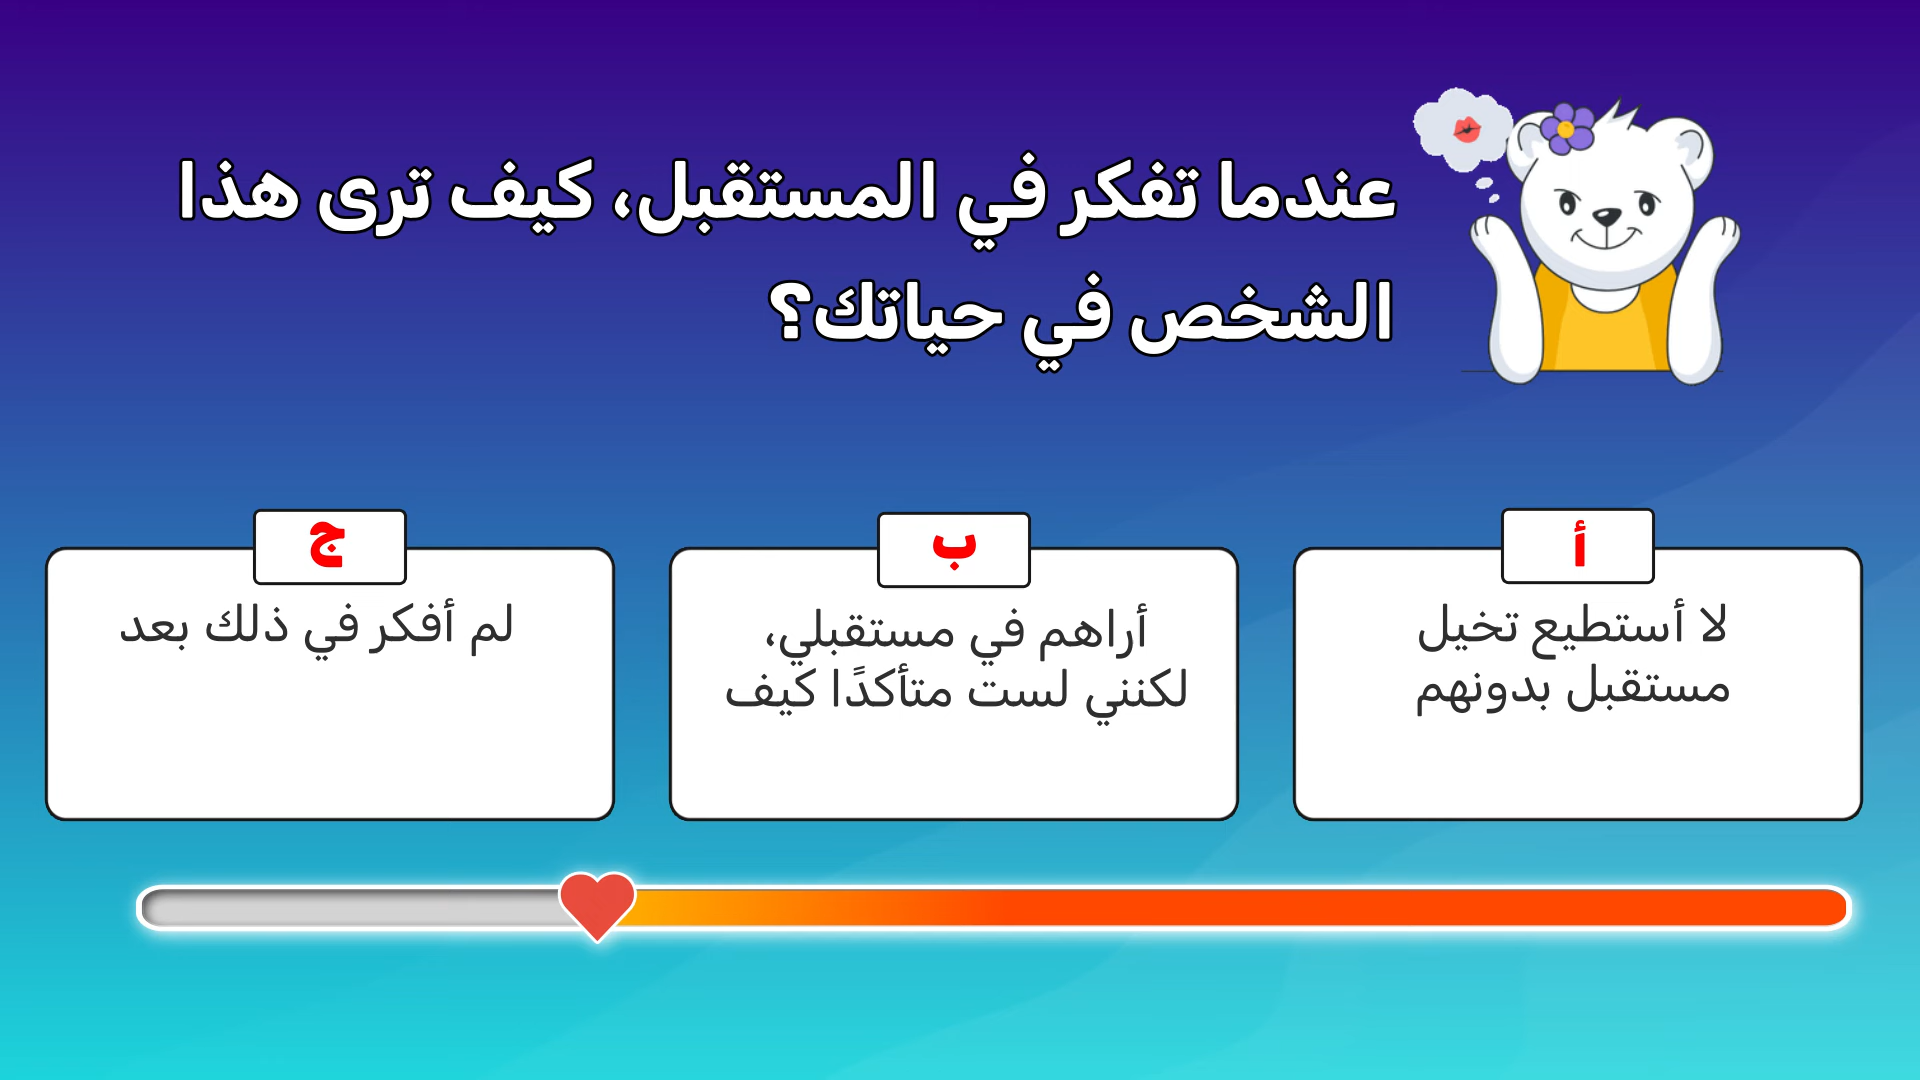 عندما تفكر في المستقبل، كيف ترى هذا
الشخص في حياتك؟
أ
لا أستطيع تخيل
مستقبل بدونهم
ب
أراهم في مستقبلي،
لكنني لست متأكدًا كيف
ج
لم أفكر في ذلك بعد